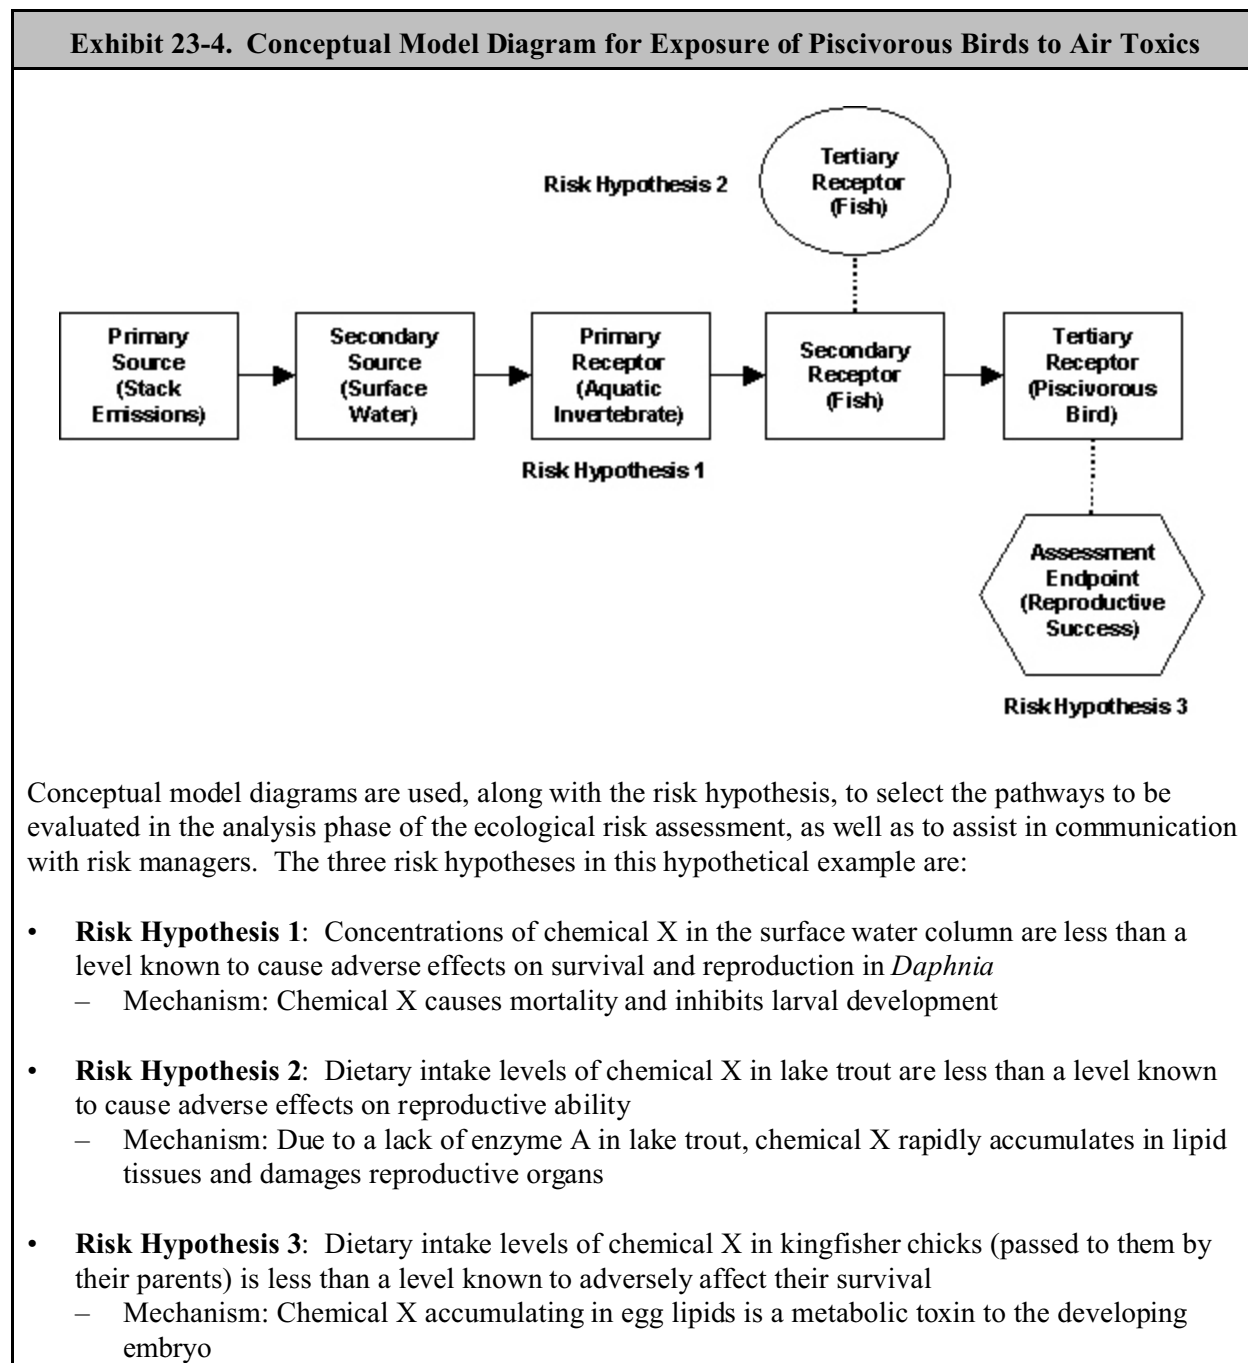 Exhibit 23-4. Conceptual Model Diagram for Exposure of Piscivorous Birds to Air Toxics
Risk Hypothesis 2
Tertiary
Receptor
(Fish)
Primary
Source
(Stack
Emissions)
Secondary
Source
(Surface
Water)
Primary
Receptor
(Aquatic
Invertebrate)
Secondary
Receptor
(Fish)
Tertiary
Receptor
(Piscivorous
Bird)
Risk Hypothesis 1
Assessment
Endpoint
(Reproductive
Success)
Risk Hypothesis 3
Conceptual model diagrams are used, along with the risk hypothesis, to select the pathways to be
evaluated in the analysis phase of the ecological risk assessment, as well as to assist in communication
with risk managers. The three risk hypotheses in this hypothetical example are:
• Risk Hypothesis 1: Concentrations of chemical X in the surface water column are less than a
level known to cause adverse effects on survival and reproduction in Daphnia
– Mechanism: Chemical X causes mortality and inhibits larval development
• Risk Hypothesis 2: Dietary intake levels of chemical X in lake trout are less than a level known
to cause adverse effects on reproductive ability
– Mechanism: Due to a lack of enzyme A in lake trout, chemical X rapidly accumulates in lipid
tissues and damages reproductive organs
• Risk Hypothesis 3: Dietary intake levels of chemical X in kingfisher chicks (passed to them by
their parents) is less than a level known to adversely affect their survival
– Mechanism: Chemical X accumulating in egg lipids is a metabolic toxin to the developing
embryo